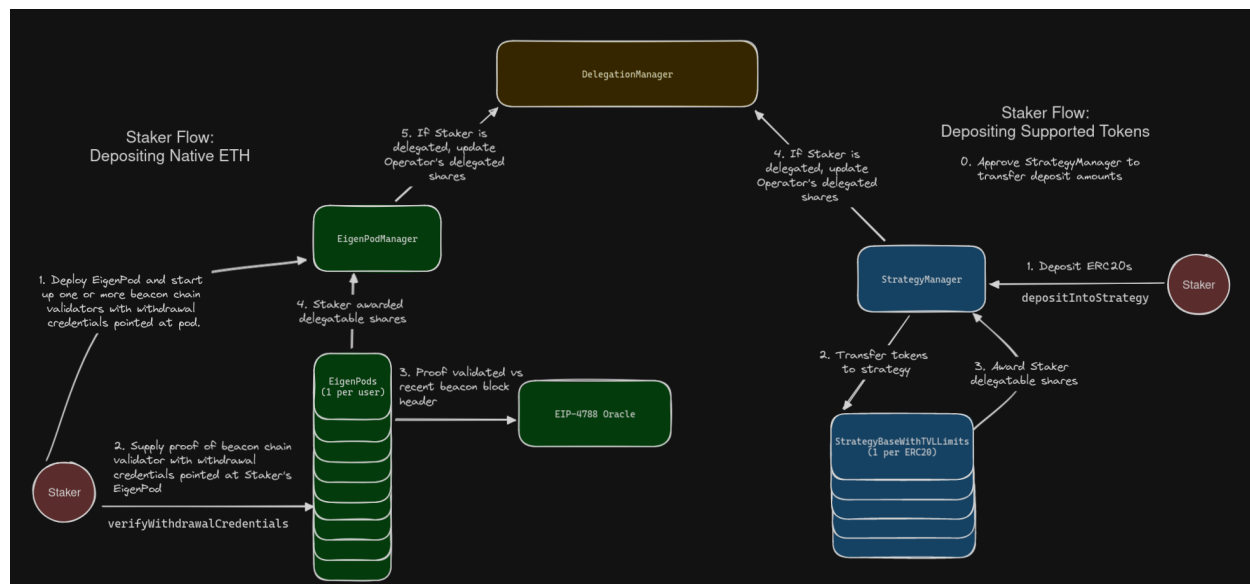 DelegationManager
Staker Flow:
Depositing Native ETH
5. If Staker is
delegated, update
Operator's delegated
shares
EigenPodManager
1. Deploy EigenPod and start
up one or more beacon chain
validators with withdrawal
credentials pointed at pod.
4. Staker awarded
delegatable shares
EigenPods
(1 per user)
3. Proof validated vs
recent beacon block
header
EIP-4788 Oracle
2. Supply proof of beacon chain
validator with withdrawal
credentials pointed at Staker's
EigenPod
Staker
verifyWithdrawalCredentials
Staker Flow:
Depositing Supported Tokens
0. Approve StrategyManager to
transfer deposit amounts
4. If Staker is
delegated, update
Operator's delegated
shares
StrategyManager
1. Deposit ERC20s
depositIntoStrategy
Staker
2. Transfer tokens
to strategy
3. Award Staker
delegatable shares
StrategyBaseWithTVLLimits
(1 per ERC20)